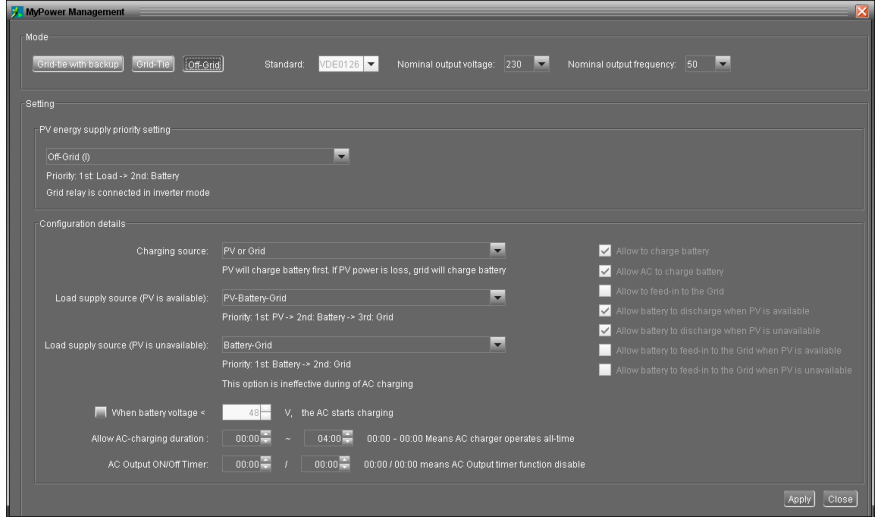 MyPower Management
Mode
Grid-tie with backup Grid-Tie Off-Grid Standard: VDE0126 Nominal output voltage: 230 Nominal output frequency: 50
Setting
PV energy supply priority setting
Off-Grid (I)
Priority: 1st: Load -> 2nd: Battery
Grid relay is connected in inverter mode
Configuration details
Charging source: PV or Grid
PV will charge battery first. If PV power is loss, grid will charge battery
Load supply source (PV is available): PV-Battery-Grid
Priority: 1st: PV -> 2nd: Battery -> 3rd: Grid
Load supply source (PV is unavailable): Battery-Grid
Priority: 1st: Battery -> 2nd: Grid
This option is ineffective during of AC charging
When battery voltage < 48 V, the AC starts charging
Allow AC-charging duration : 00:00 ~ 04:00 00:00 - 00:00 Means AC charger operates all-time
AC Output ON/Off Timer: 00:00 / 00:00 00:00 / 00:00 means AC Output timer function disable
Allow to charge battery
Allow AC to charge battery
Allow to feed-in to the Grid
Allow battery to discharge when PV is available
Allow battery to discharge when PV is unavailable
Allow battery to feed-in to the Grid when PV is available
Allow battery to feed-in to the Grid when PV is unavailable
Apply Close